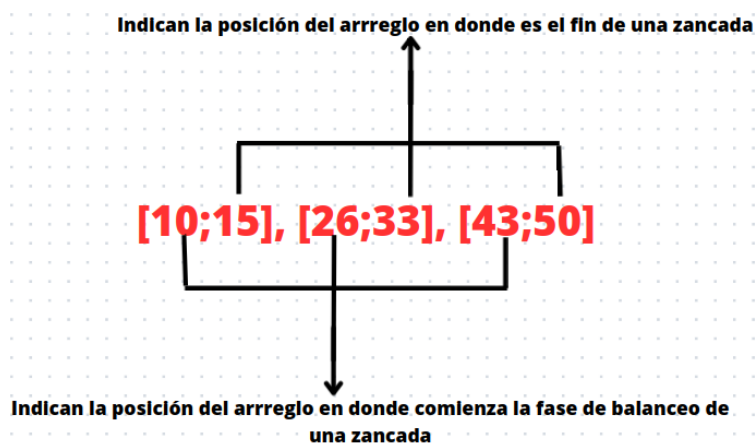 Indican la posición del arrreglo en donde es el fin de una zancada
[10;15], [26;33], [43;50]
Indican la posición del arrreglo en donde comienza la fase de balanceo de
una zancada